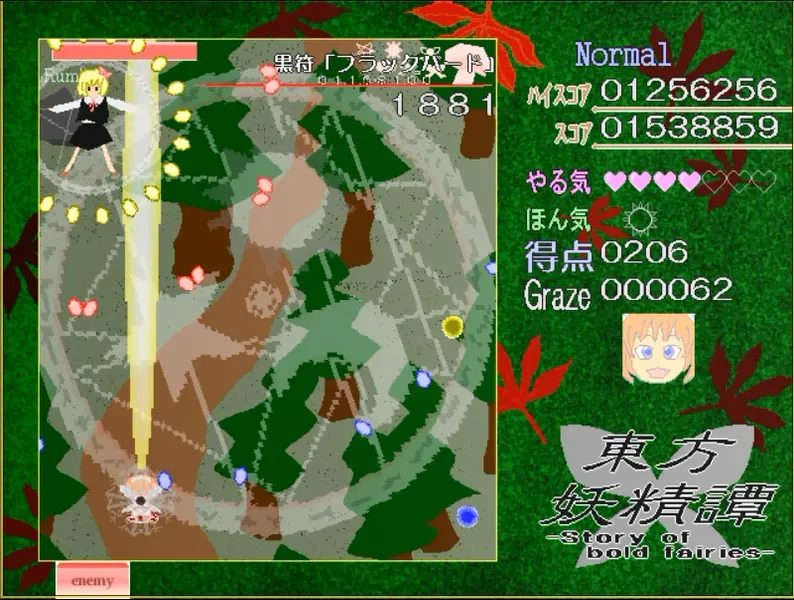 Normal
黒符「ブラックバード」
Rum
1881
ハイスコア 01256256
スコア 01538859
やる気
ほん気
得点 0206
Graze 000062
東方
妖精譚
-Story of
bold fairies-
enemy